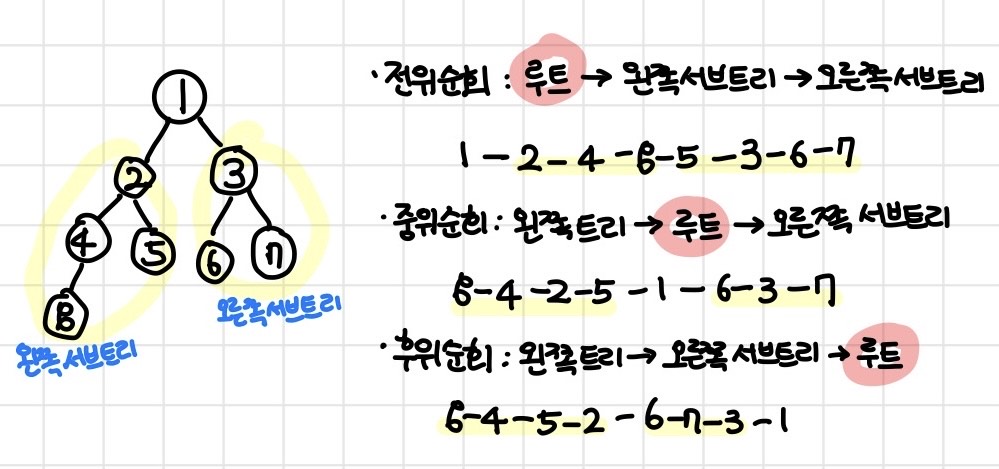 1
2
3
4
5
6
7
8
왼쪽 서브트리
오른쪽 서브트리
· 전위순회 : 루트 → 왼쪽 서브트리 → 오른쪽 서브트리
1 - 2 - 4 - 8 - 5 - 3 - 6 - 7
· 중위순회 : 왼쪽트리 → 루트 → 오른쪽 서브트리
8 - 4 - 2 - 5 - 1 - 6 - 3 - 7
· 후위순회 : 왼쪽트리 → 오른쪽 서브트리 → 루트
8 - 4 - 5 - 2 - 6 - 7 - 3 - 1